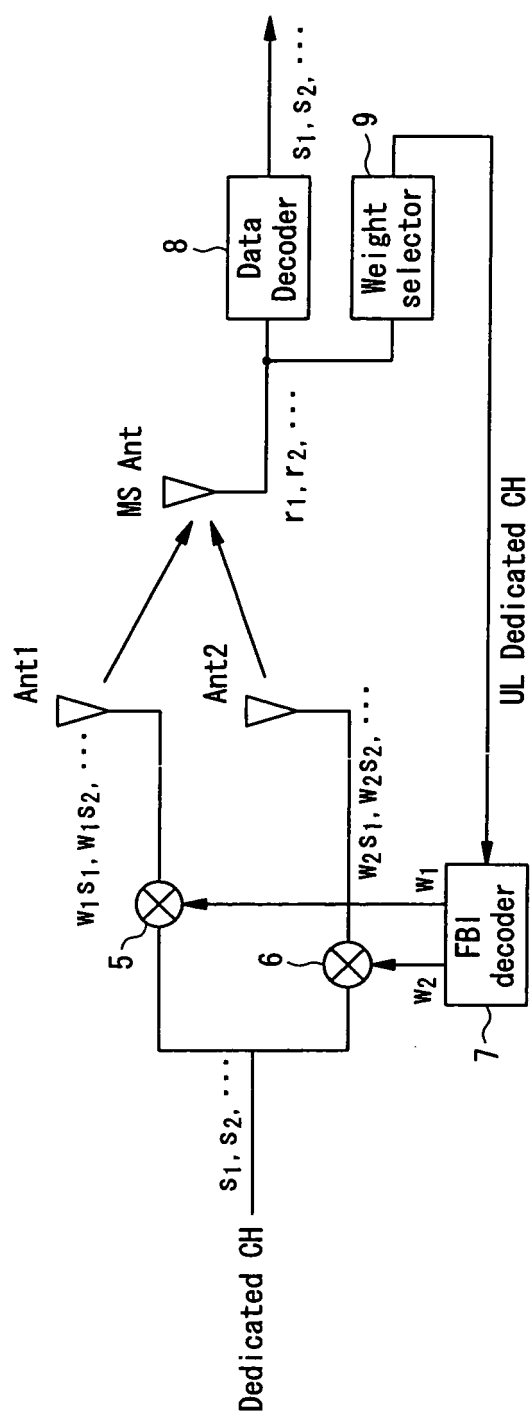 Dedicated CH
s1, s2, ···
5
6
w1s1, w1s2, ···
w2s1, w2s2, ···
Ant1
Ant2
w1
w2
FBI
decoder
7
MS Ant
r1, r2, ···
8
Data
Decoder
s1, s2, ···
9
Weight
selector
UL Dedicated CH